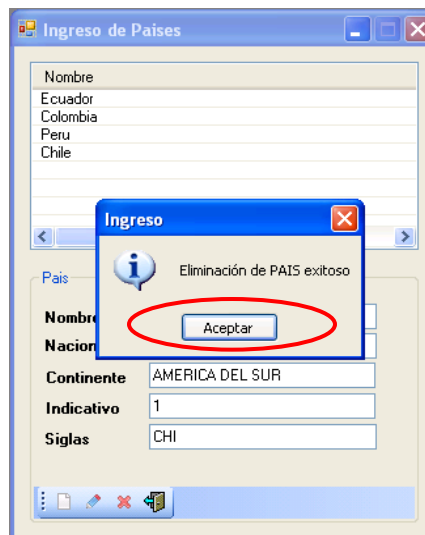 Ingreso de Paises
Nombre
Ecuador
Colombia
Peru
Chile
Ingreso
Eliminación de PAIS exitoso
Aceptar
Pais
Nombre
Nacion
Continente AMERICA DEL SUR
Indicativo 1
Siglas CHI